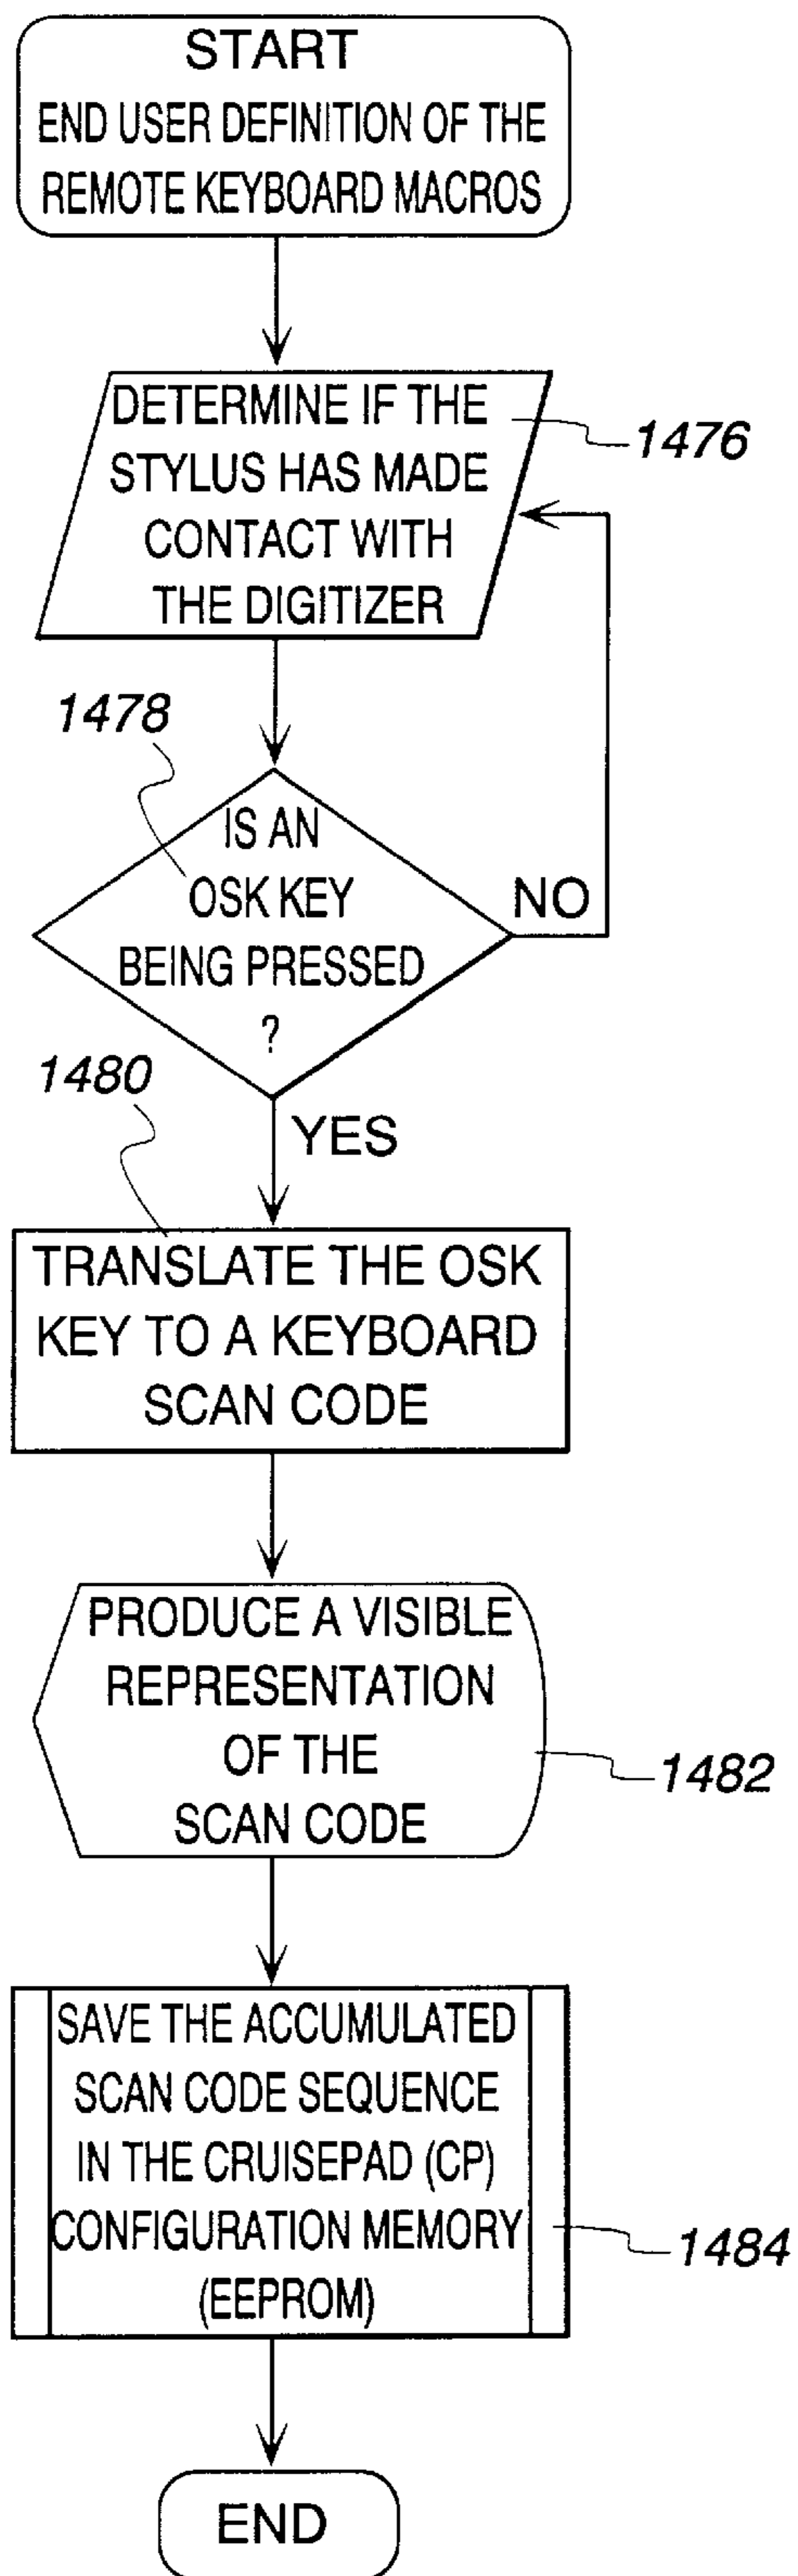 START
END USER DEFINITION OF THE
REMOTE KEYBOARD MACROS
DETERMINE IF THE
STYLUS HAS MADE
CONTACT WITH
THE DIGITIZER
1476
1478
IS AN
OSK KEY
BEING PRESSED
?
NO
1480
YES
TRANSLATE THE OSK
KEY TO A KEYBOARD
SCAN CODE
PRODUCE A VISIBLE
REPRESENTATION
OF THE
SCAN CODE
1482
SAVE THE ACCUMULATED
SCAN CODE SEQUENCE
IN THE CRUISEPAD (CP)
CONFIGURATION MEMORY
(EEPROM)
1484
END